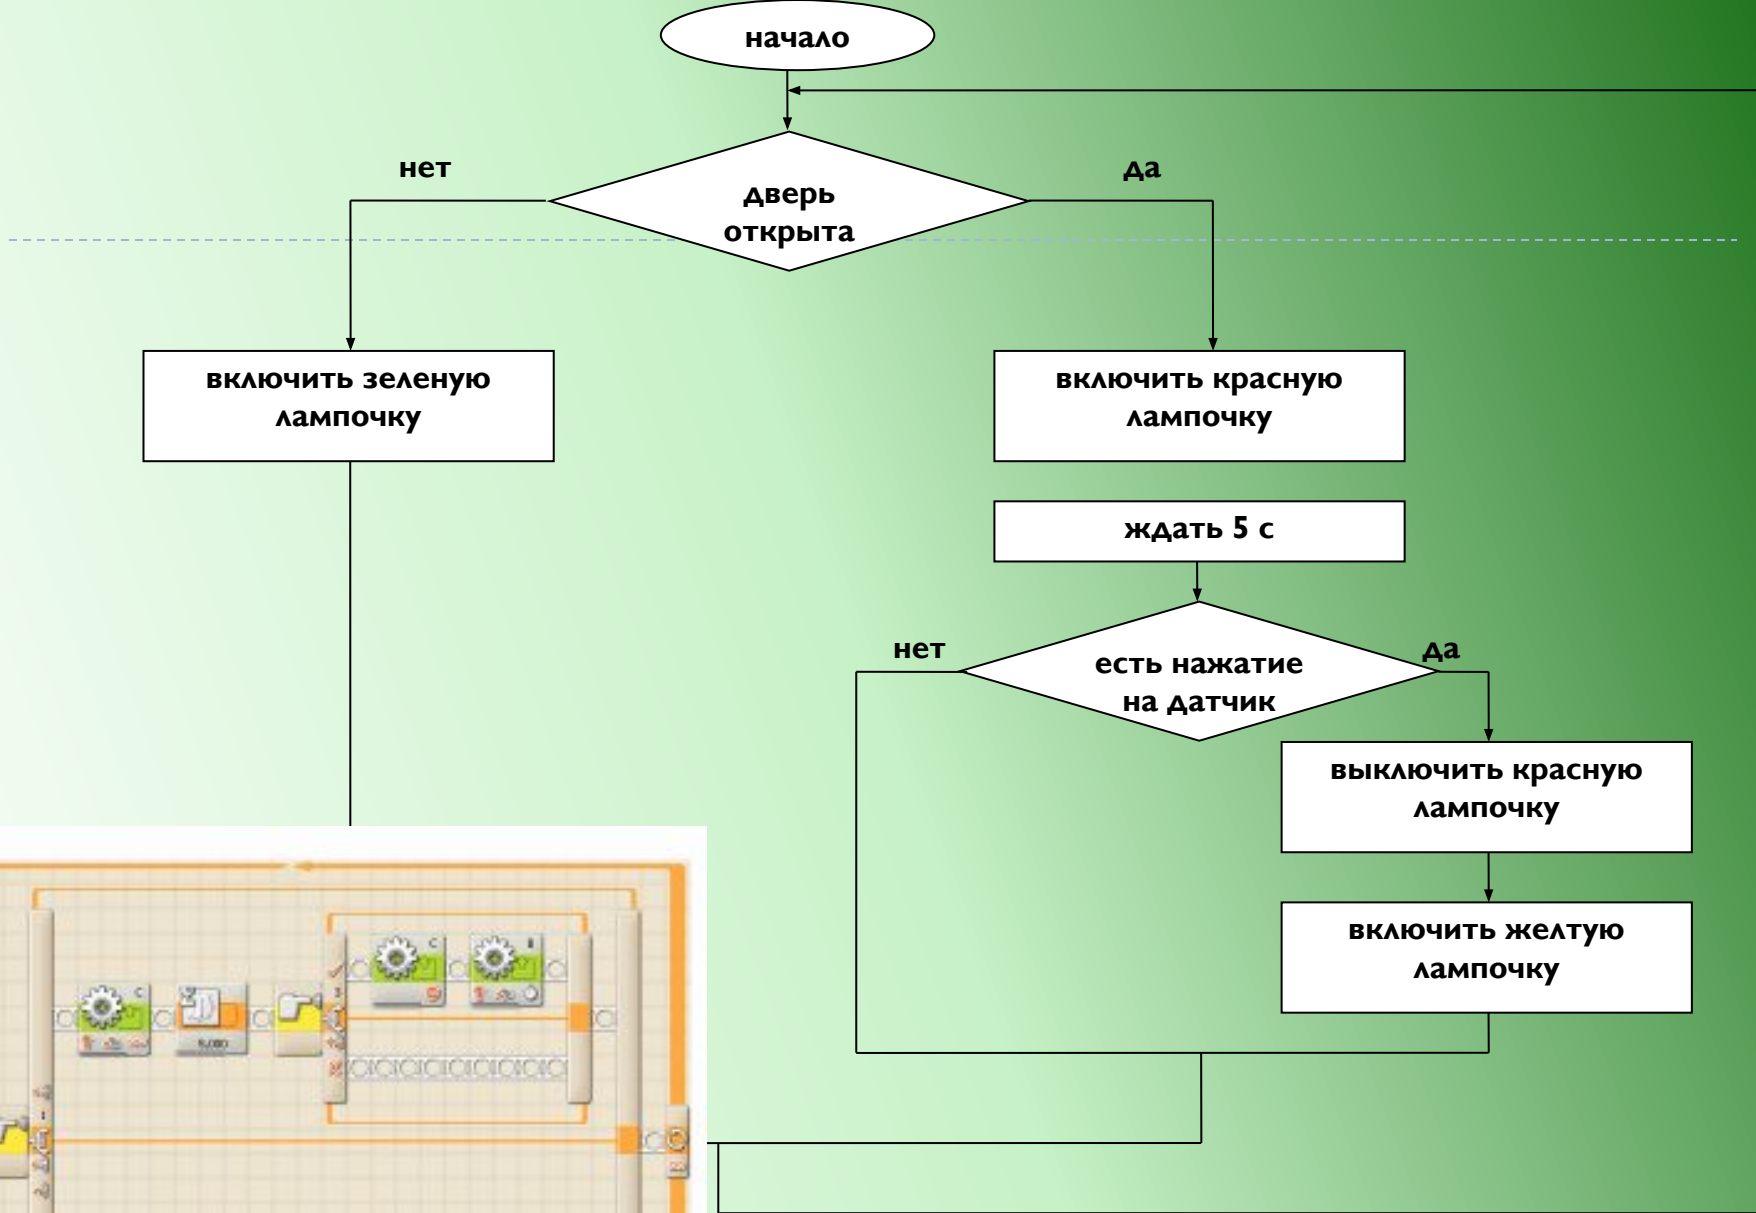 начало
нет
да
дверь
открыта
включить зеленую
лампочку
включить красную
лампочку
ждать 5 с
нет
да
есть нажатие
на датчик
выключить красную
лампочку
включить желтую
лампочку
C
C